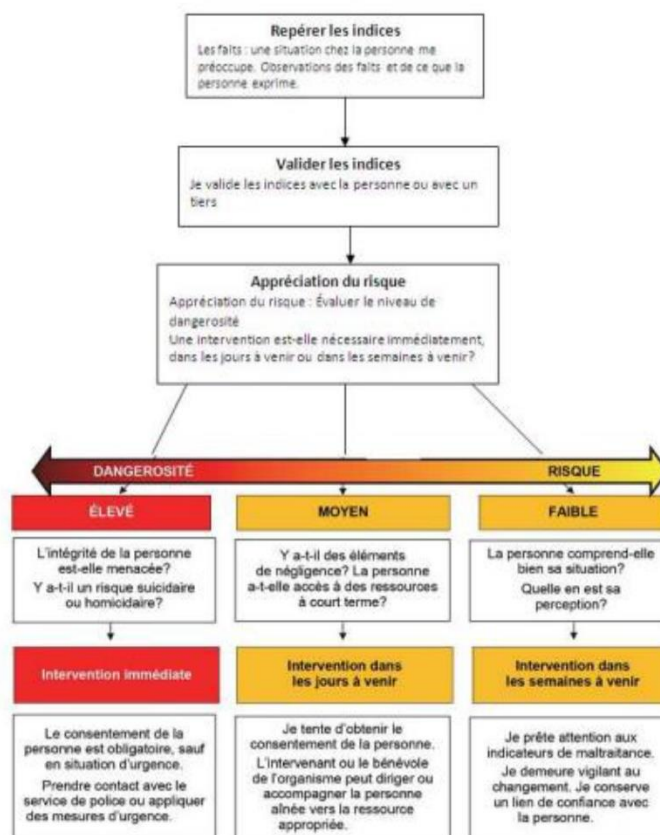 Repérer les indices
Les faits : une situation chez la personne me
préoccupe. Observations des faits et de ce que la
personne exprime.
Valider les indices
Je valide les indices avec la personne ou avec un
tiers
Appréciation du risque
Appréciation du risque : Évaluer le niveau de
dangerosité
Une intervention est-elle nécessaire immédiatement,
dans les jours à venir ou dans les semaines à venir?
DANGEROSITÉ
RISQUE
ÉLEVÉ
L'intégrité de la personne
est-elle menacée?
Y a-t-il un risque suicidaire
ou homicidaire?
Intervention immédiate
Le consentement de la
personne est obligatoire, sauf
en situation d'urgence.
Prendre contact avec le
service de police ou appliquer
des mesures d'urgence.
MOYEN
Y a-t-il des éléments
de négligence? La personne
a-t-elle accès à des ressources
à court terme?
Intervention dans
les jours à venir
Je tente d'obtenir le
consentement de la personne.
L'intervenant ou le bénévole
de l'organisme peut diriger ou
accompagner la personne
aînée vers la ressource
appropriée.
FAIBLE
La personne comprend-elle
bien sa situation?
Quelle en est sa
perception?
Intervention dans
les semaines à venir
Je prête attention aux
indicateurs de maltraitance.
Je demeure vigilant au
changement. Je conserve
un lien de confiance avec
la personne.